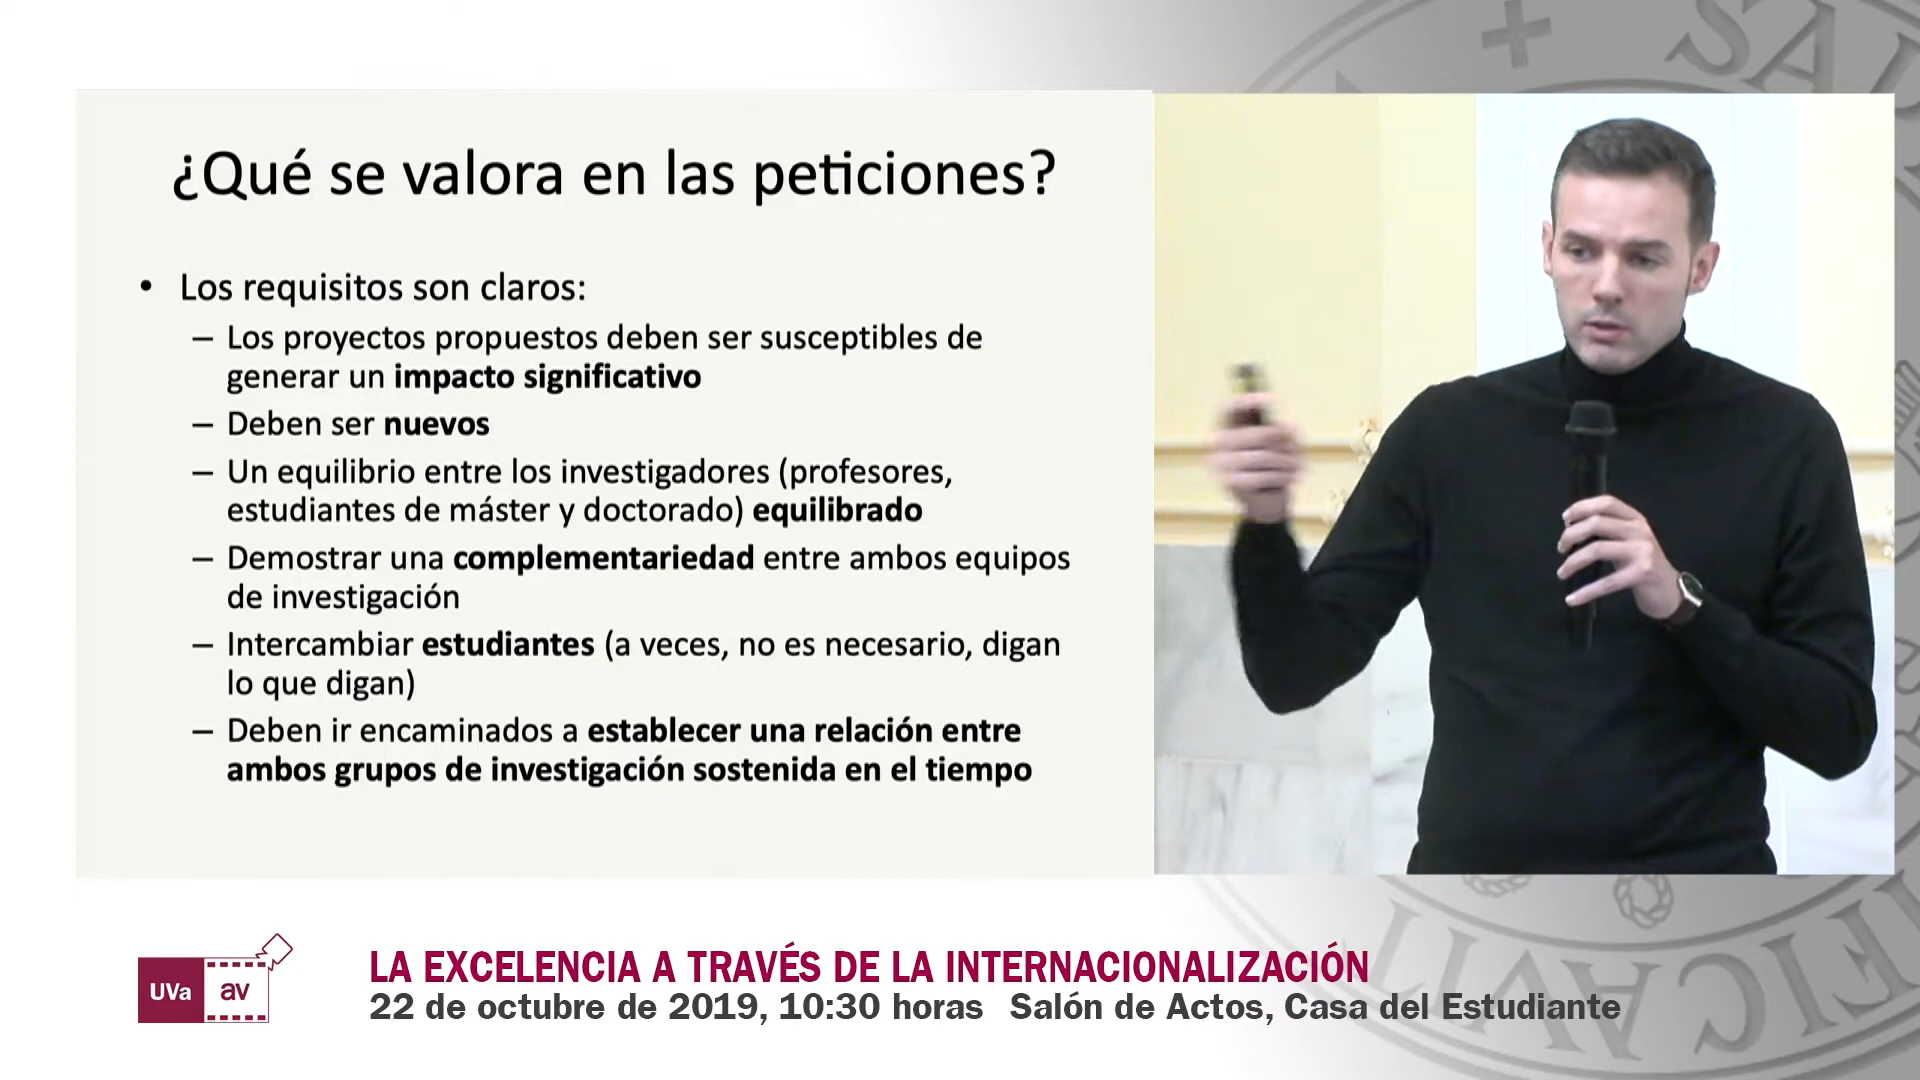 ¿Qué se valora en las peticiones?
• Los requisitos son claros:
– Los proyectos propuestos deben ser susceptibles de
generar un impacto significativo
– Deben ser nuevos
– Un equilibrio entre los investigadores (profesores,
estudiantes de máster y doctorado) equilibrado
– Demostrar una complementariedad entre ambos equipos
de investigación
– Intercambiar estudiantes (a veces, no es necesario, digan
lo que digan)
– Deben ir encaminados a establecer una relación entre
ambos grupos de investigación sostenida en el tiempo
UVa av
LA EXCELENCIA A TRAVÉS DE LA INTERNACIONALIZACIÓN
22 de octubre de 2019, 10:30 horas Salón de Actos, Casa del Estudiante